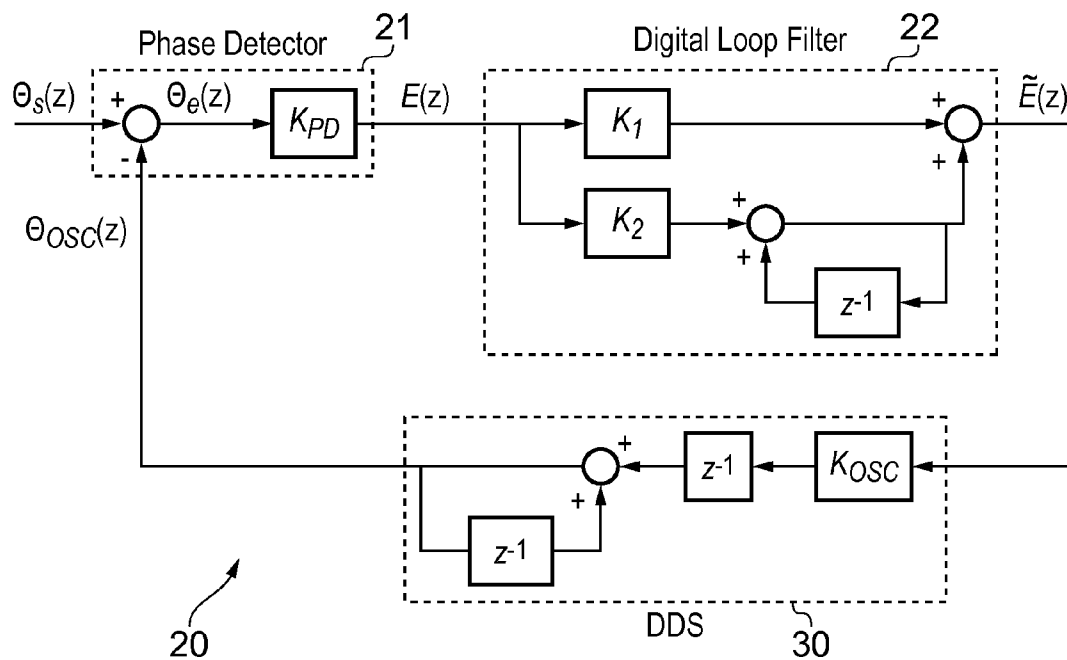 Phase Detector
21
Digital Loop Filter
22
Θs(z)
+
Θe(z)
KPD
E(z)
K1
+
Ẽ(z)
-
+
K2
+
+
ΘOSC(z)
z-1
+
z-1
KOSC
+
z-1
20
DDS
30